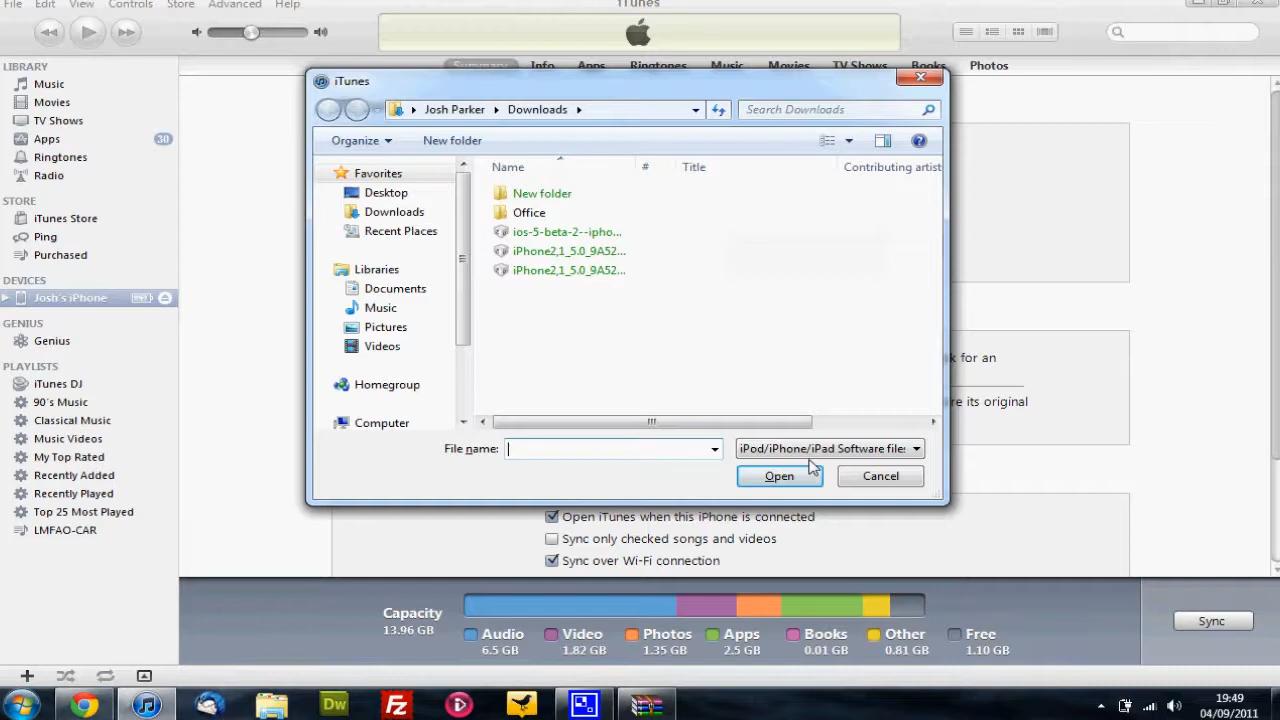 iTunes
File Edit View Controls Store Advanced Help
Summary Info Apps Ringtones Music Movies TV Shows Books Photos
LIBRARY
Music
Movies
TV Shows
Apps 30
Ringtones
Radio
STORE
iTunes Store
Ping
Purchased
DEVICES
Josh's iPhone
GENIUS
Genius
PLAYLISTS
iTunes DJ
90's Music
Classical Music
Music Videos
My Top Rated
Recently Added
Recently Played
Top 25 Most Played
LMFAO-CAR
iTunes
Josh Parker Downloads
Search Downloads
Organize New folder
Name # Title Contributing artist
Favorites
Desktop
Downloads
Recent Places
Libraries
Documents
Music
Pictures
Videos
Homegroup
Computer
New folder
Office
ios-5-beta-2--ipho...
iPhone2,1_5.0_9A52...
iPhone2,1_5.0_9A52...
File name:
iPod/iPhone/iPad Software files
Open Cancel
k for an
re its original
Open iTunes when this iPhone is connected
Sync only checked songs and videos
Sync over Wi-Fi connection
Capacity
13.96 GB
Audio Video Photos Apps Books Other Free
6.5 GB 1.82 GB 1.35 GB 2.5 GB 0.01 GB 0.81 GB 1.10 GB
Sync
Dw
Fz
19:49
04/09/2011